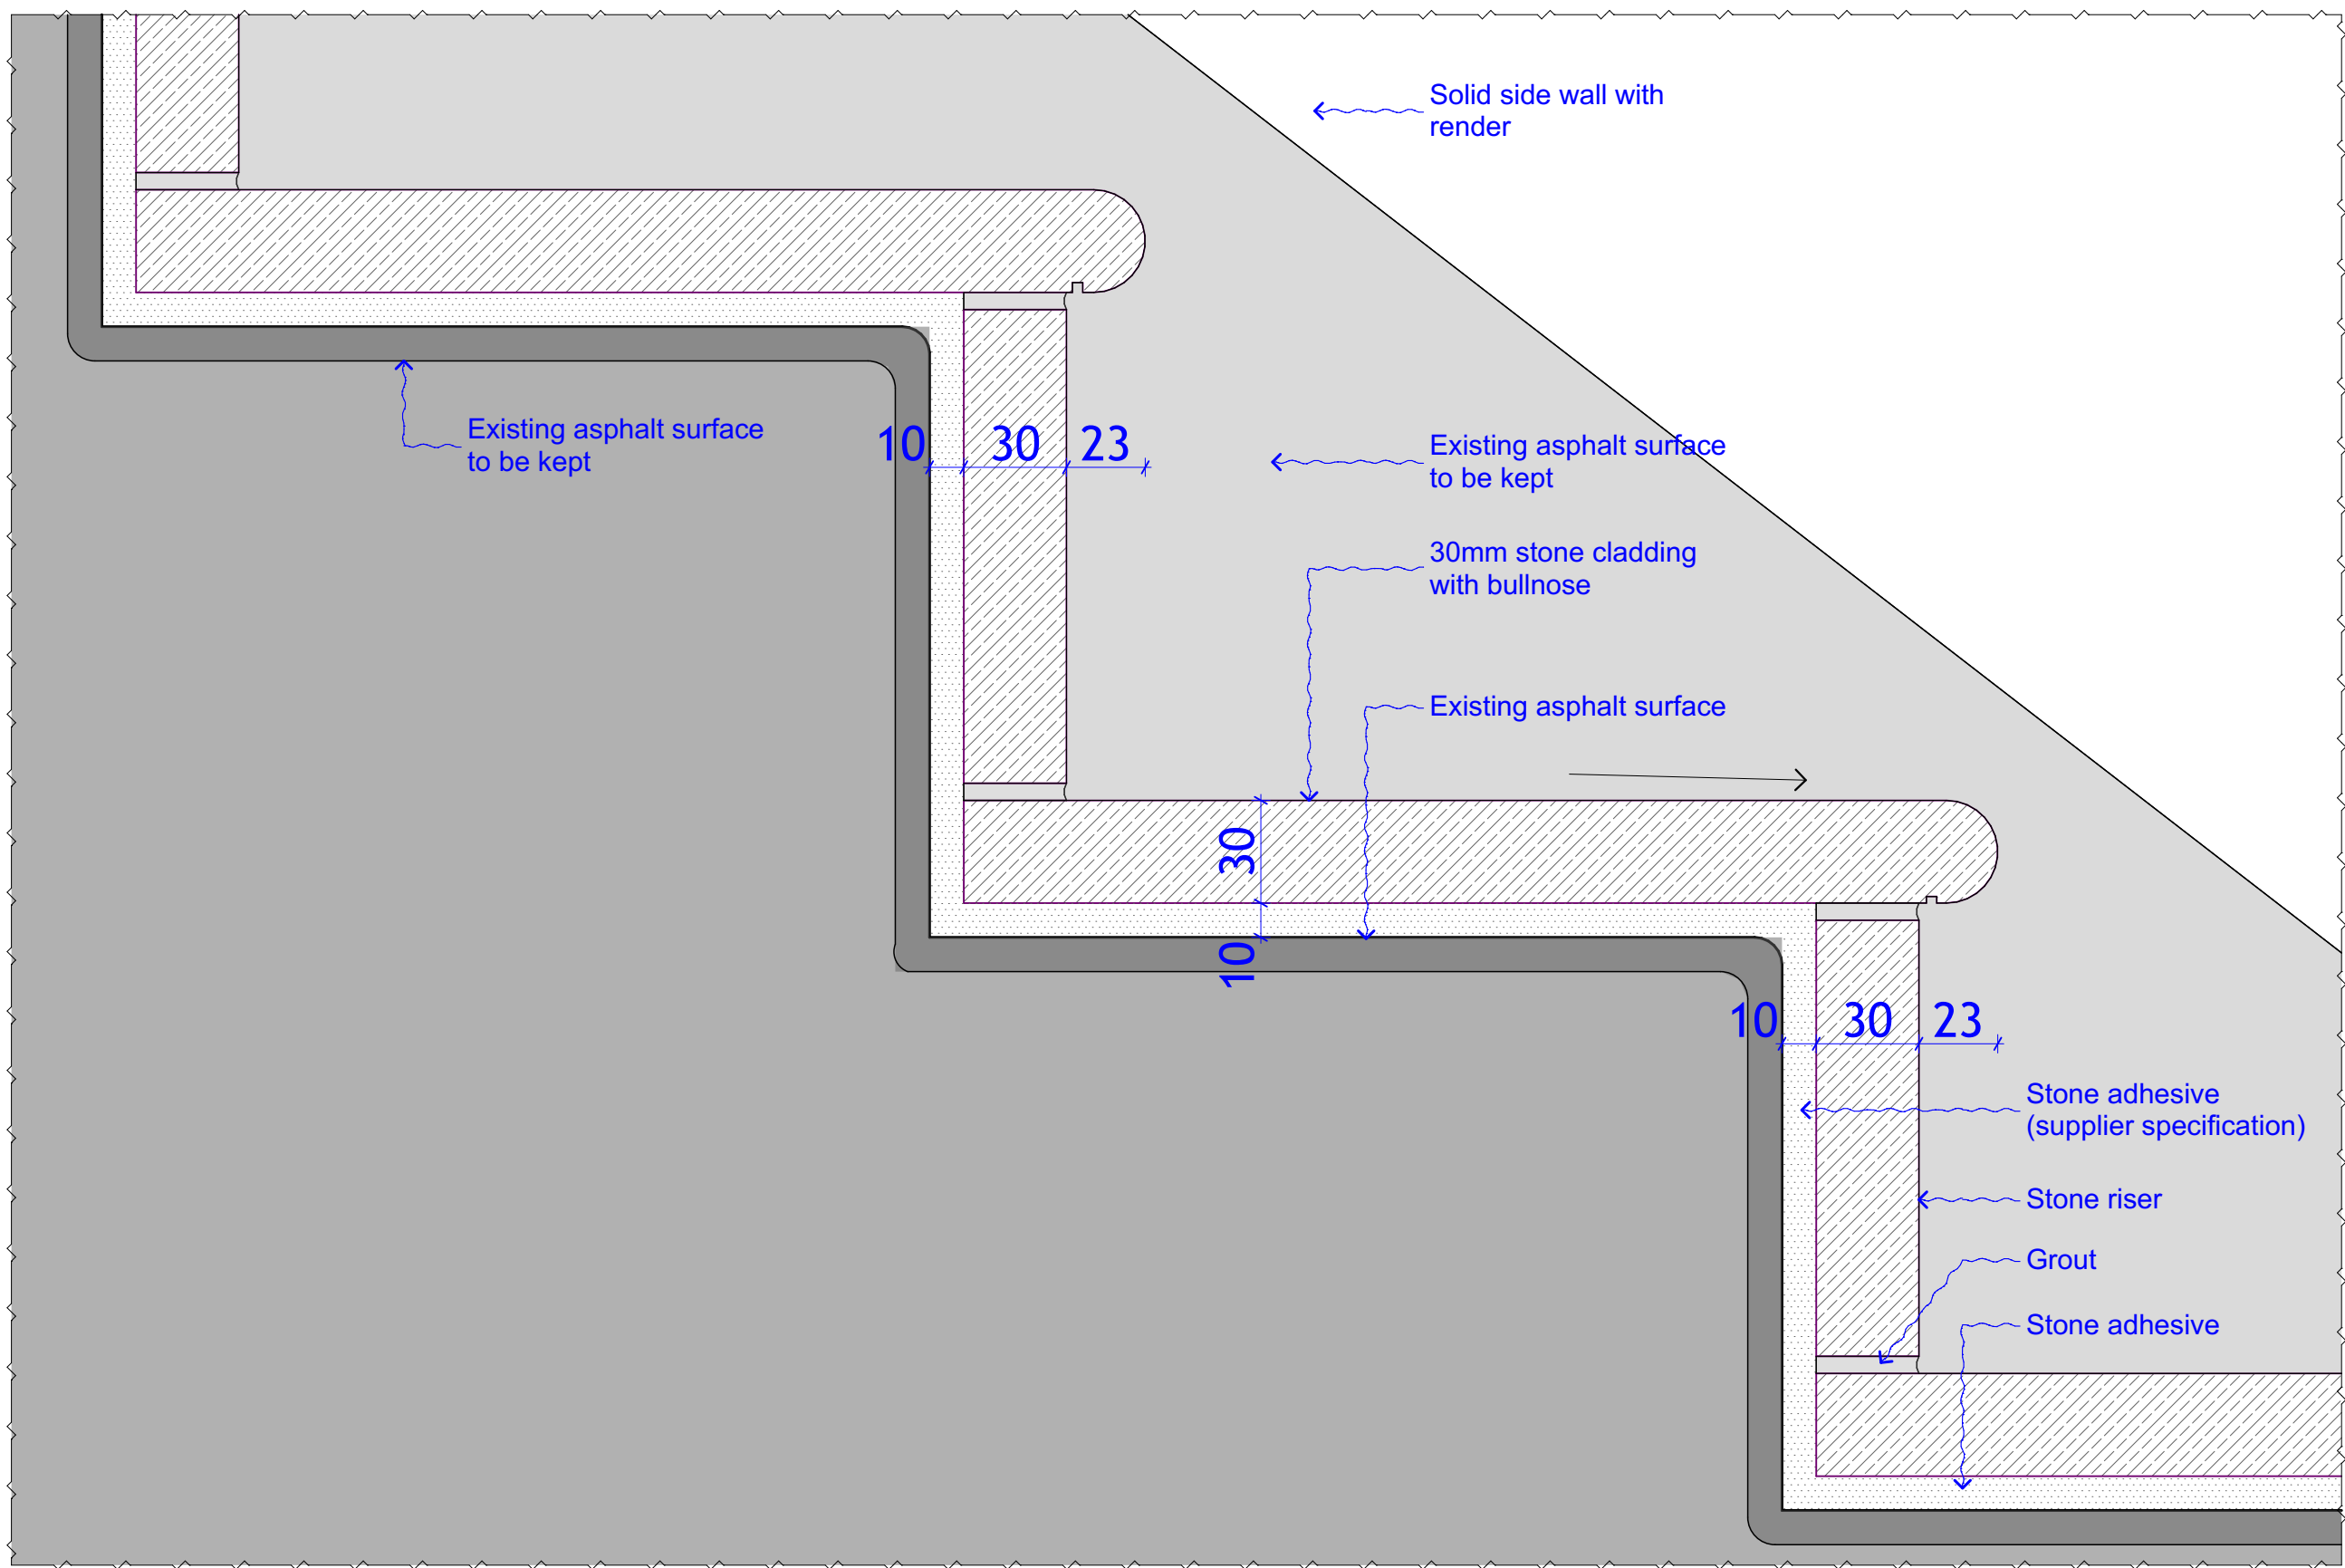 Solid side wall with
render
Existing asphalt surface
to be kept
10 30 23
Existing asphalt surface
to be kept
30mm stone cladding
with bullnose
Existing asphalt surface
30
10
10 30 23
Stone adhesive
(supplier specification)
Stone riser
Grout
Stone adhesive